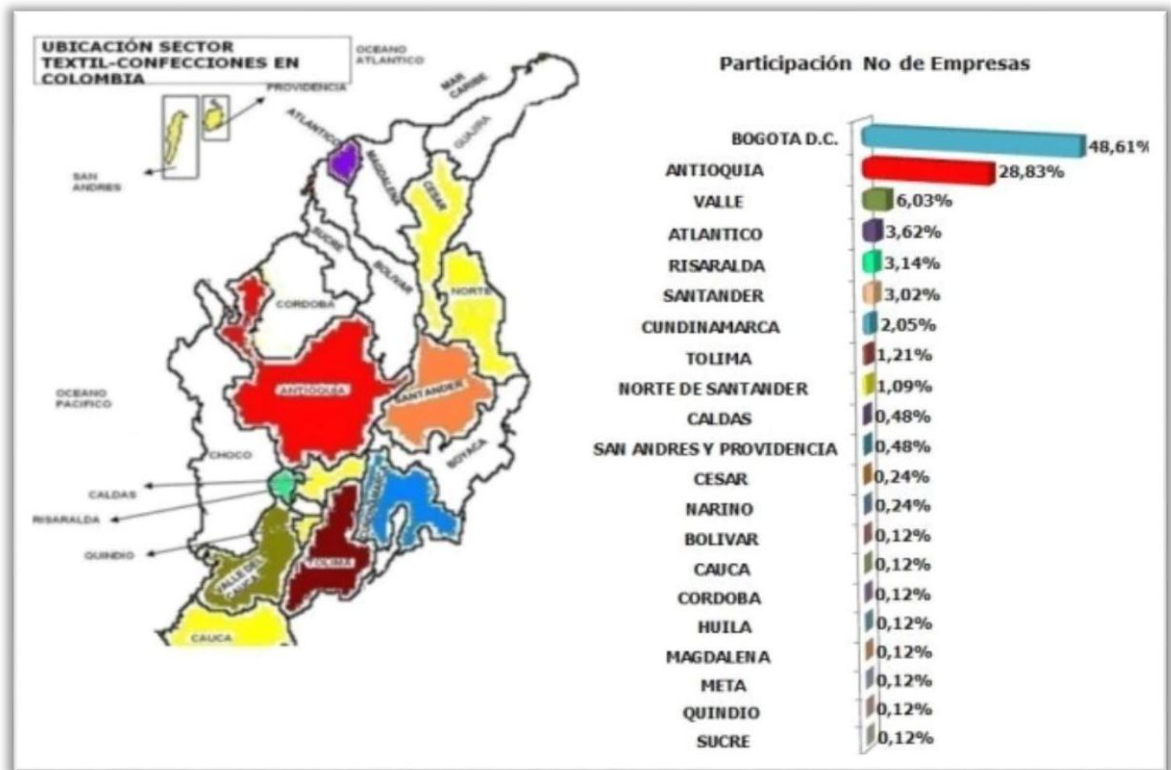 UBICACIÓN SECTOR
TEXTIL-CONFECCIONES EN
COLOMBIA
OCEANO
ATLANTICO
PROVIDENCIA
MAR
CARIBE
GUAJIRA
ATLANTICO
MAGDALENA
CESAR
SAN
ANDRES
SUCRE
BOLIVAR
NORTE
CORDOBA
ANTIOQUIA
SANTANDER
OCEANO
PACIFICO
CHOCO
BOYACA
CALDAS
RISARALDA
QUINDIO
VALLE DEL
CAUCA
TOLIMA
CAUCA
Participación No de Empresas
BOGOTA D.C. 48,61%
ANTIOQUIA 28,83%
VALLE 6,03%
ATLANTICO 3,62%
RISARALDA 3,14%
SANTANDER 3,02%
CUNDINAMARCA 2,05%
TOLIMA 1,21%
NORTE DE SANTANDER 1,09%
CALDAS 0,48%
SAN ANDRES Y PROVIDENCIA 0,48%
CESAR 0,24%
NARINO 0,24%
BOLIVAR 0,12%
CAUCA 0,12%
CORDOBA 0,12%
HUILA 0,12%
MAGDALENA 0,12%
META 0,12%
QUINDIO 0,12%
SUCRE 0,12%